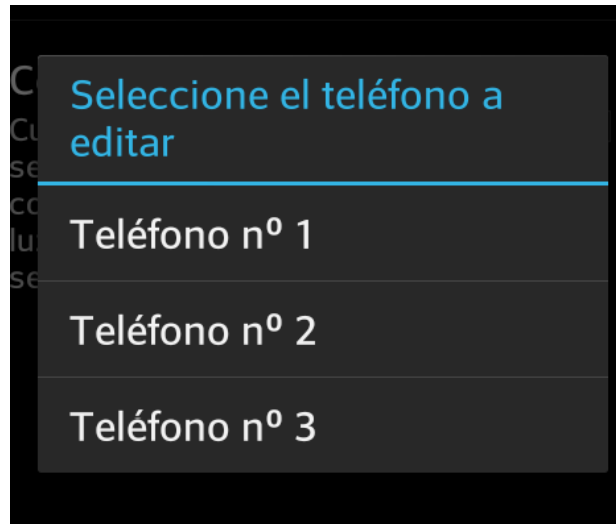 Seleccione el teléfono a
editar
Teléfono nº 1
Teléfono nº 2
Teléfono nº 3